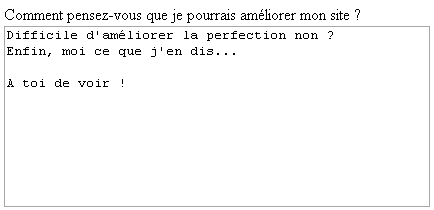 Comment pensez-vous que je pourrais améliorer mon site ?
Difficile d'améliorer la perfection non ?
Enfin, moi ce que j'en dis...
A toi de voir !